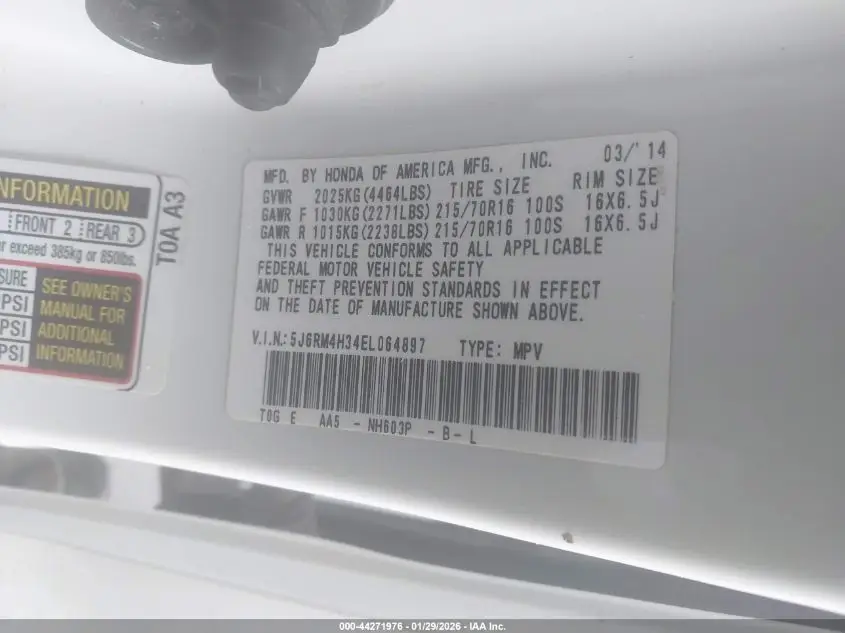 NFORMATION
FRONT 2 REAR 3
r exceed 385kg or 850lbs.
SURE
PSI
PSI
PSI
SEE OWNER'S
MANUAL FOR
ADDITIONAL
INFORMATION
T0A A3
MFD. BY HONDA OF AMERICA MFG., INC. 03/'14
GVWR 2025KG(4464LBS) TIRE SIZE RIM SIZE
GAWR F 1030KG(2271LBS) 215/70R16 100S 16X6.5J
GAWR R 1015KG(2238LBS) 215/70R16 100S 16X6.5J
THIS VEHICLE CONFORMS TO ALL APPLICABLE
FEDERAL MOTOR VEHICLE SAFETY
AND THEFT PREVENTION STANDARDS IN EFFECT
ON THE DATE OF MANUFACTURE SHOWN ABOVE.
V.I.N.: 5J6RM4H34EL064897 TYPE: MPV
T0G E AA5 - NH603P - B - L
000-44271976 - 01/29/2026 - IAA Inc.